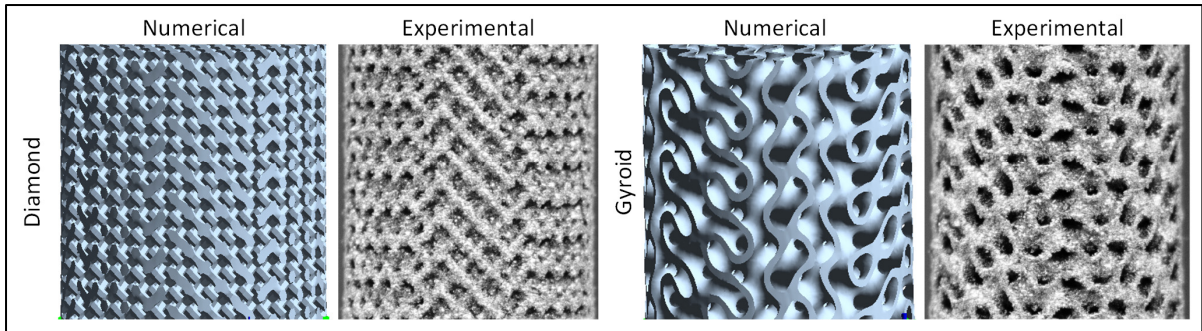 Numerical
Experimental
Numerical
Experimental
Diamond
Gyroid